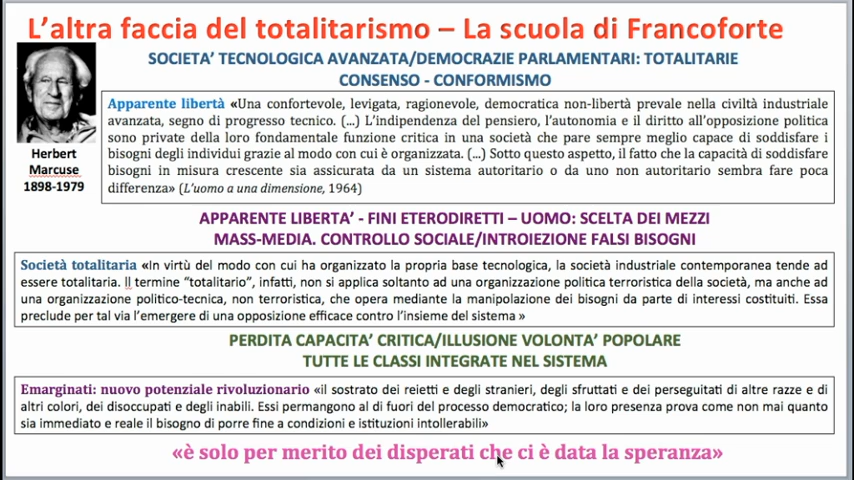 L’altra faccia del totalitarismo – La scuola di Francoforte
SOCIETA’ TECNOLOGICA AVANZATA/DEMOCRAZIE PARLAMENTARI: TOTALITARIE
CONSENSO - CONFORMISMO
Herbert
Marcuse
1898-1979
Apparente libertà «Una confortevole, levigata, ragionevole, democratica non-libertà prevale nella civiltà industriale
avanzata, segno di progresso tecnico. (...) L’indipendenza del pensiero, l’autonomia e il diritto all’opposizione politica
sono private della loro fondamentale funzione critica in una società che pare sempre meglio capace di soddisfare i
bisogni degli individui grazie al modo con cui è organizzata. (...) Sotto questo aspetto, il fatto che la capacità di soddisfare
bisogni in misura crescente sia assicurata da un sistema autoritario o da uno non autoritario sembra fare poca
differenza» (L’uomo a una dimensione, 1964)
APPARENTE LIBERTA’ - FINI ETERODIRETTI – UOMO: SCELTA DEI MEZZI
MASS-MEDIA. CONTROLLO SOCIALE/INTROIEZIONE FALSI BISOGNI
Società totalitaria «In virtù del modo con cui ha organizzato la propria base tecnologica, la società industriale contemporanea tende ad
essere totalitaria. Il termine “totalitario”, infatti, non si applica soltanto ad una organizzazione politica terroristica della società, ma anche ad
una organizzazione politico-tecnica, non terroristica, che opera mediante la manipolazione dei bisogni da parte di interessi costituiti. Essa
preclude per tal via l’emergere di una opposizione efficace contro l’insieme del sistema »
PERDITA CAPACITA’ CRITICA/ILLUSIONE VOLONTA’ POPOLARE
TUTTE LE CLASSI INTEGRATE NEL SISTEMA
Emarginati: nuovo potenziale rivoluzionario «il sostrato dei reietti e degli stranieri, degli sfruttati e dei perseguitati di altre razze e di
altri colori, dei disoccupati e degli inabili. Essi permangono al di fuori del processo democratico; la loro presenza prova come non mai quanto
sia immediato e reale il bisogno di porre fine a condizioni e istituzioni intollerabili»
«è solo per merito dei disperati che ci è data la speranza»